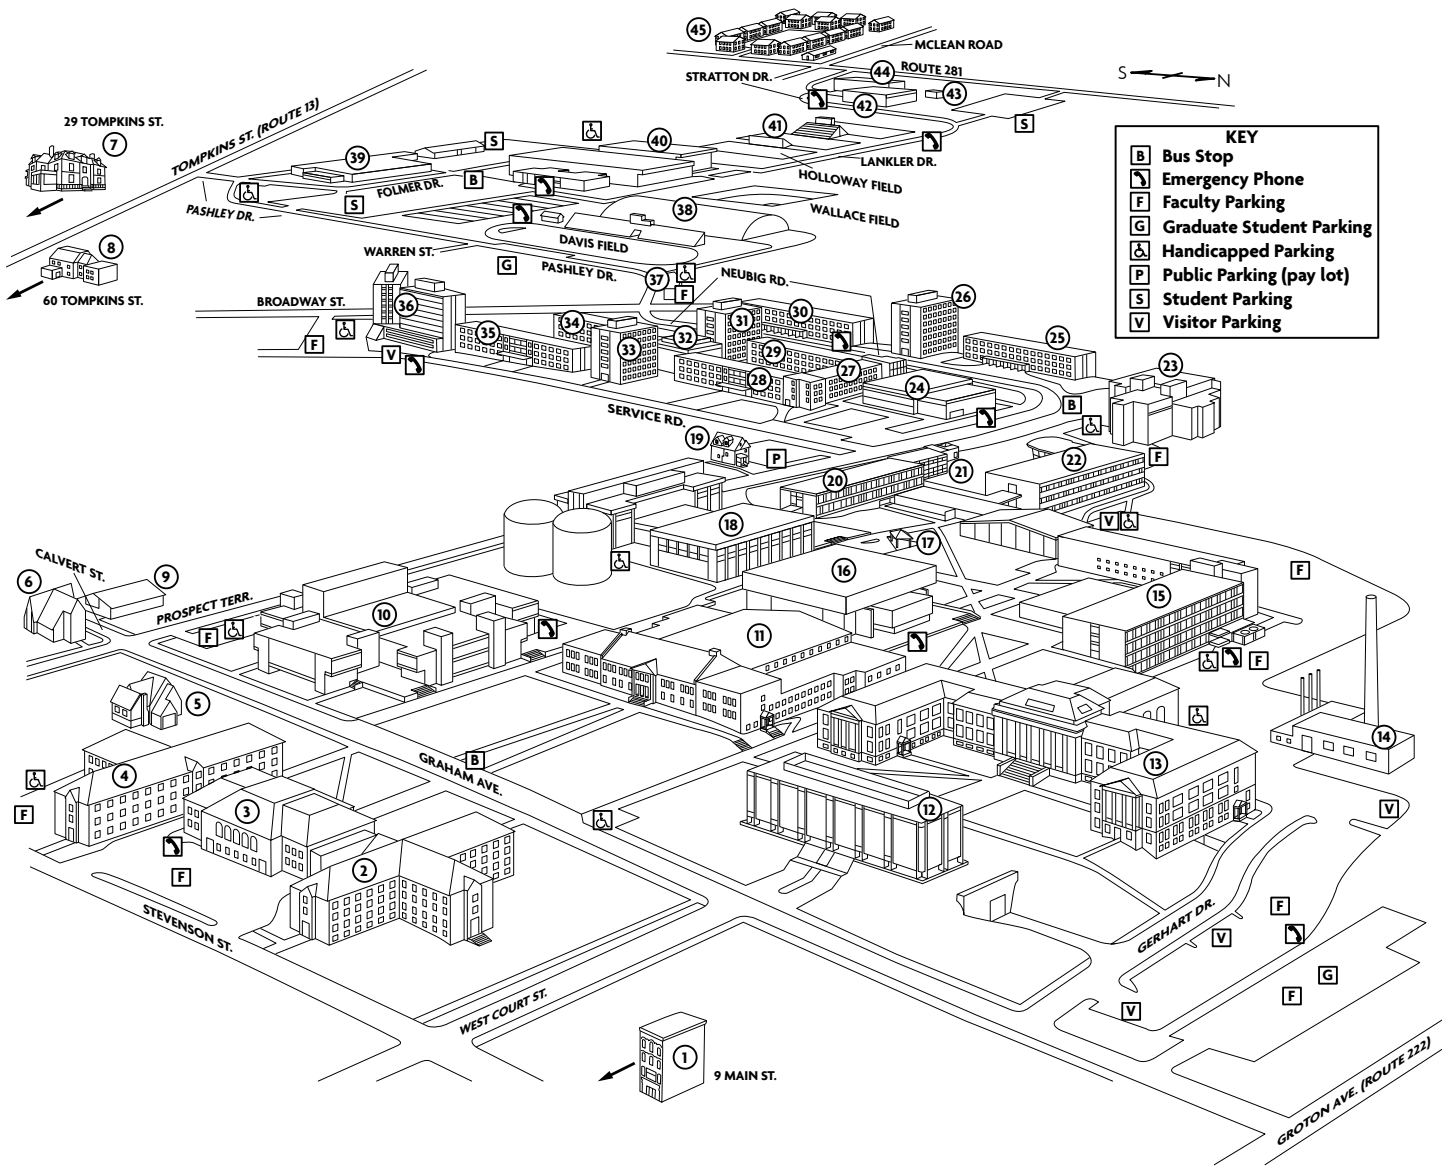 45
MCLEAN ROAD
STRATTON DR.
44
ROUTE 281
S
N
43
42
S
29 TOMPKINS ST.
7
TOMPKINS ST. (ROUTE 13)
41
40
39
S
LANKLER DR.
FOLMER DR.
B
HOLLOWAY FIELD
PASHLEY DR.
S
38
WALLACE FIELD
DAVIS FIELD
8
WARREN ST.
G
PASHLEY DR.
60 TOMPKINS ST.
37
F
NEUBIG RD.
BROADWAY ST.
KEY
B Bus Stop
Emergency Phone
F Faculty Parking
G Graduate Student Parking
Handicapped Parking
P Public Parking (pay lot)
S Student Parking
V Visitor Parking
36
35
34
33
32
31
30
29
28
27
26
25
24
23
F
V
B
SERVICE RD.
19
P
20
21
22
F
18
17
V
16
15
F
CALVERT ST.
6
9
PROSPECT TERR.
F
10
11
F
5
B
GRAHAM AVE.
14
13
12
V
4
F
3
2
F
STEVENSON ST.
GERHART DR.
F
V
G
F
V
WEST COURT ST.
1
9 MAIN ST.
GROTON AVE. (ROUTE 222)